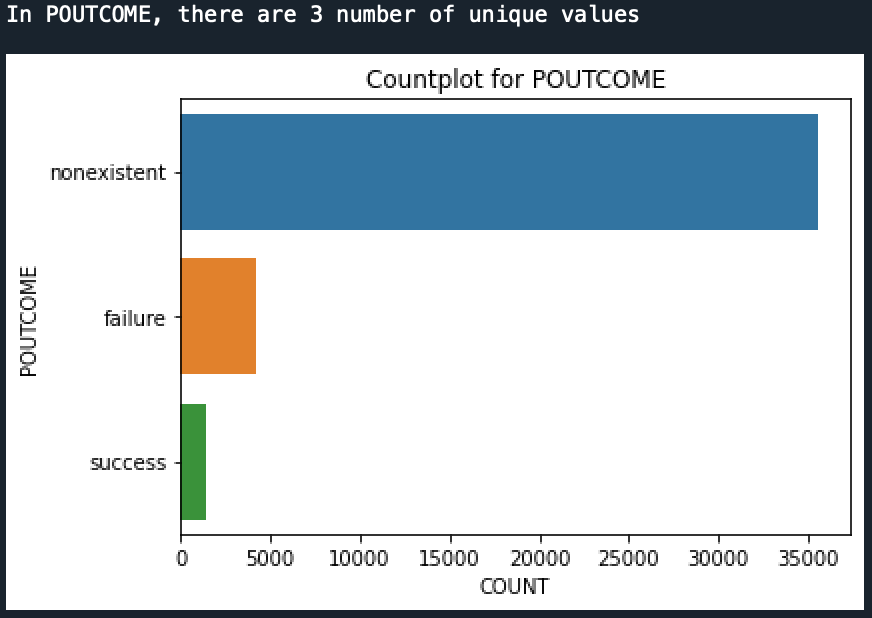 In POUTCOME, there are 3 number of unique values
Countplot for POUTCOME
nonexistent
failure
success
POUTCOME
0 5000 10000 15000 20000 25000 30000 35000
COUNT